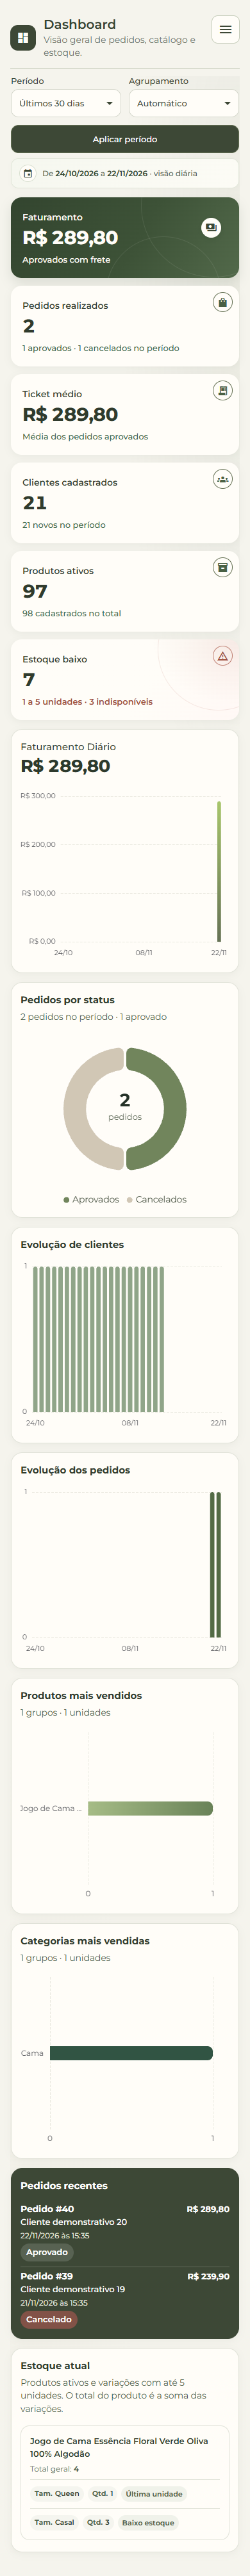 Dashboard
Visão geral de pedidos, catálogo e
estoque.
Período
Agrupamento
Últimos 30 dias
Automático
Aplicar período
De 24/10/2026 a 22/11/2026 · visão diária
Faturamento
R$ 289,80
Aprovados com frete
Pedidos realizados
2
1 aprovados · 1 cancelados no período
Ticket médio
R$ 289,80
Média dos pedidos aprovados
Clientes cadastrados
21
21 novos no período
Produtos ativos
97
98 cadastrados no total
Estoque baixo
7
1 a 5 unidades · 3 indisponíveis
Faturamento Diário
R$ 289,80
R$ 300,00
R$ 200,00
R$ 100,00
R$ 0,00
24/10 08/11 22/11
Pedidos por status
2 pedidos no período · 1 aprovado
2
pedidos
Aprovados Cancelados
Evolução de clientes
1
0
24/10 08/11 22/11
Evolução dos pedidos
1
0
24/10 08/11 22/11
Produtos mais vendidos
1 grupos · 1 unidades
Jogo de Cama ...
0 1
Categorias mais vendidas
1 grupos · 1 unidades
Cama
0 1
Pedidos recentes
Pedido #40 R$ 289,80
Cliente demonstrativo 20
22/11/2026 às 15:35
Aprovado
Pedido #39 R$ 239,90
Cliente demonstrativo 19
21/11/2026 às 15:35
Cancelado
Estoque atual
Produtos ativos e variações com até 5
unidades. O total do produto é a soma das
variações.
Jogo de Cama Essência Floral Verde Oliva
100% Algodão
Total geral: 4
Tam. Queen Qtd. 1 Última unidade
Tam. Casal Qtd. 3 Baixo estoque